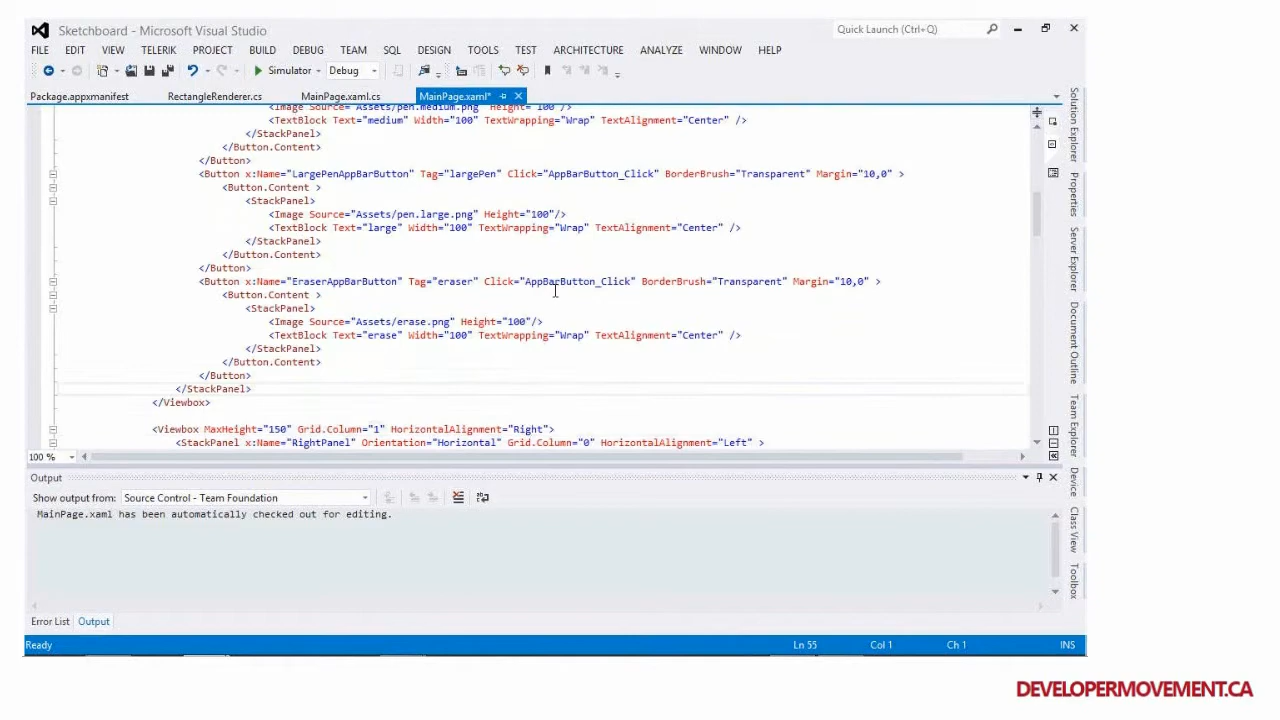 Sketchboard - Microsoft Visual Studio
Quick Launch (Ctrl+Q)
FILE EDIT VIEW TELERIK PROJECT BUILD DEBUG TEAM SQL DESIGN TOOLS TEST ARCHITECTURE ANALYZE WINDOW HELP
Simulator Debug
Package.appxmanifest RectangleRenderer.cs MainPage.xaml.cs MainPage.xaml*
<Image Source="Assets/pen.medium.png" Height="100"/>
<TextBlock Text="medium" Width="100" TextWrapping="Wrap" TextAlignment="Center" />
</StackPanel>
</Button.Content>
</Button>
<Button x:Name="LargePenAppBarButton" Tag="largePen" Click="AppBarButton_Click" BorderBrush="Transparent" Margin="10,0" >
<Button.Content >
<StackPanel>
<Image Source="Assets/pen.large.png" Height="100"/>
<TextBlock Text="large" Width="100" TextWrapping="Wrap" TextAlignment="Center" />
</StackPanel>
</Button.Content>
</Button>
<Button x:Name="EraserAppBarButton" Tag="eraser" Click="AppBarButton_Click" BorderBrush="Transparent" Margin="10,0" >
<Button.Content >
<StackPanel>
<Image Source="Assets/erase.png" Height="100"/>
<TextBlock Text="erase" Width="100" TextWrapping="Wrap" TextAlignment="Center" />
</StackPanel>
</Button.Content>
</Button>
</StackPanel>
</Viewbox>
<Viewbox MaxHeight="150" Grid.Column="1" HorizontalAlignment="Right">
<StackPanel x:Name="RightPanel" Orientation="Horizontal" Grid.Column="0" HorizontalAlignment="Left" >
100 %
Solution Explorer
Properties
Server Explorer
Document Outline
Team Explorer
Device
Class View
Toolbox
Output
Show output from: Source Control - Team Foundation
MainPage.xaml has been automatically checked out for editing.
Error List Output
Ready Ln 55 Col 1 Ch 1 INS
DEVELOPERMOVEMENT.CA